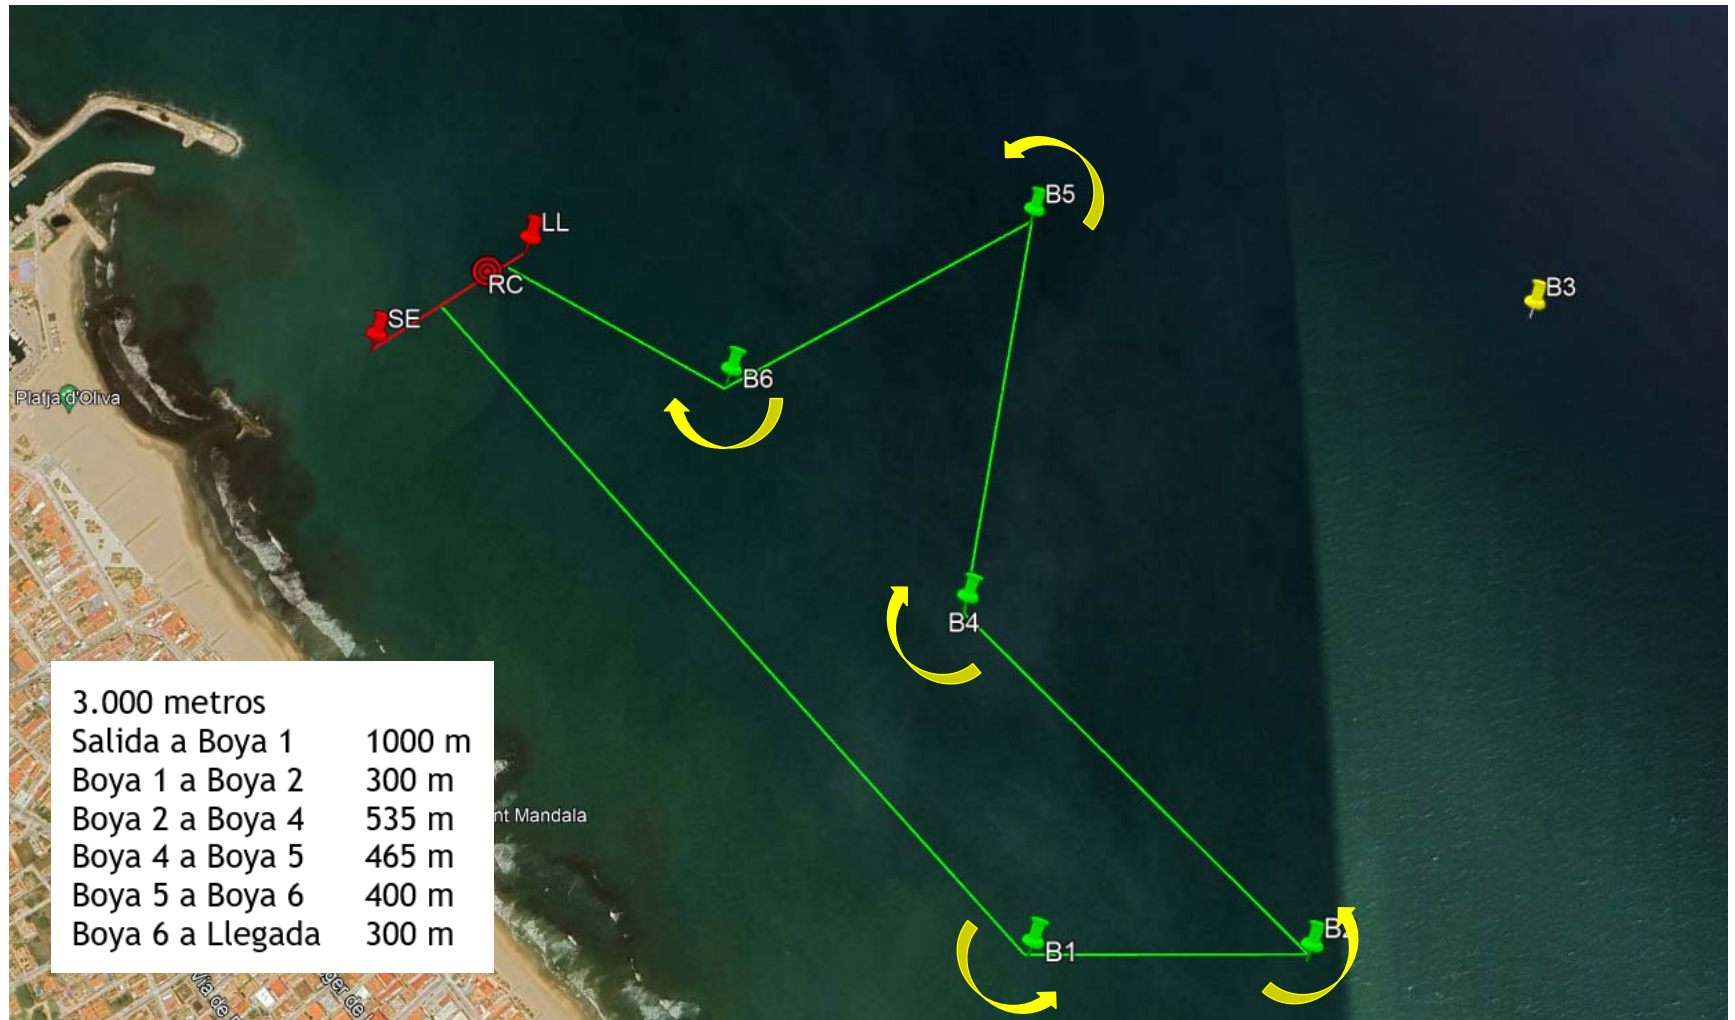 B5
LL
B3
RC
SE
B6
Platja d'Oliva
B4
3.000 metros
Salida a Boya 1 1000 m
Boya 1 a Boya 2 300 m
Boya 2 a Boya 4 535 m
Boya 4 a Boya 5 465 m
Boya 5 a Boya 6 400 m
Boya 6 a Llegada 300 m
nt Mandala
B2
B1